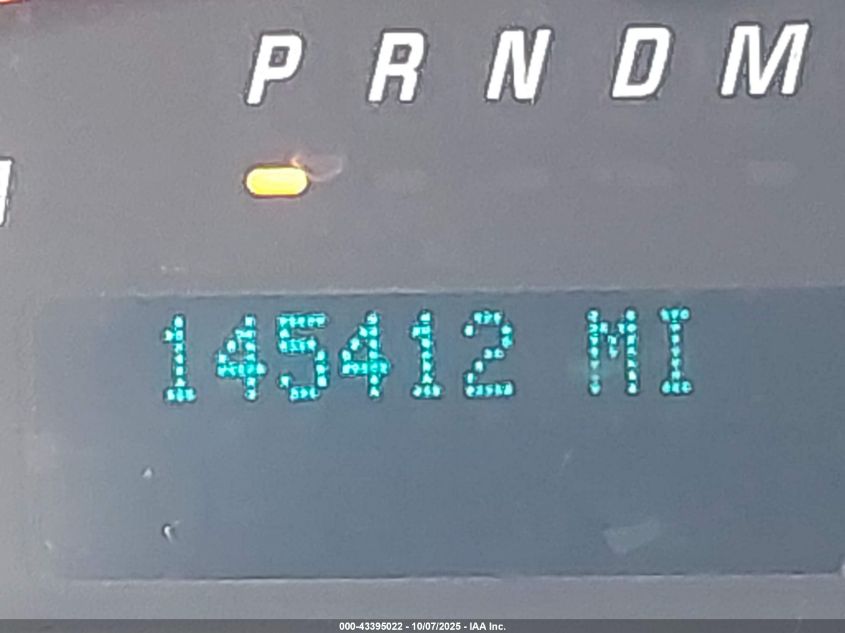 P R N D M
145412 MI
000-43395022 - 10/07/2025 - IAA Inc.